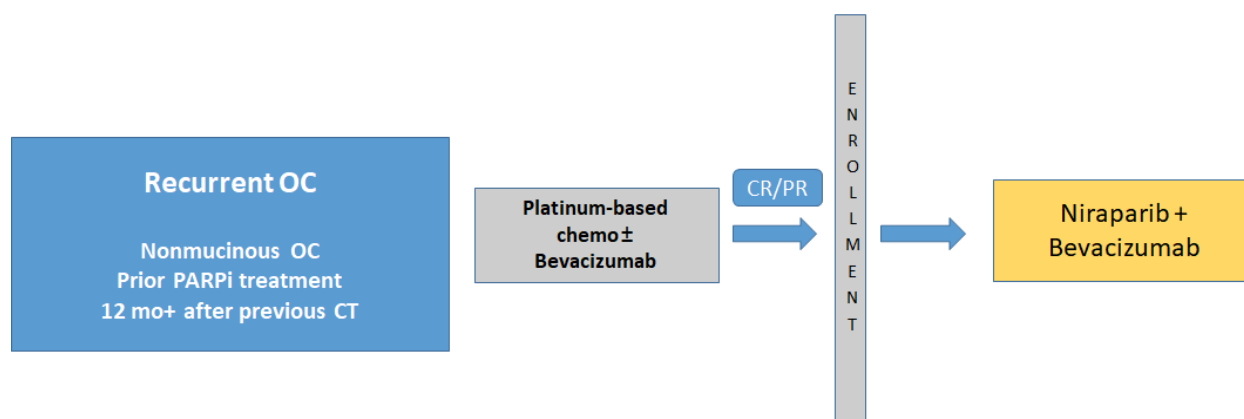 Recurrent OC
Nonmucinous OC
Prior PARPi treatment
12 mo+ after previous CT
Platinum-based
chemo ±
Bevacizumab
CR/PR
ENROLLMENT
Niraparib +
Bevacizumab